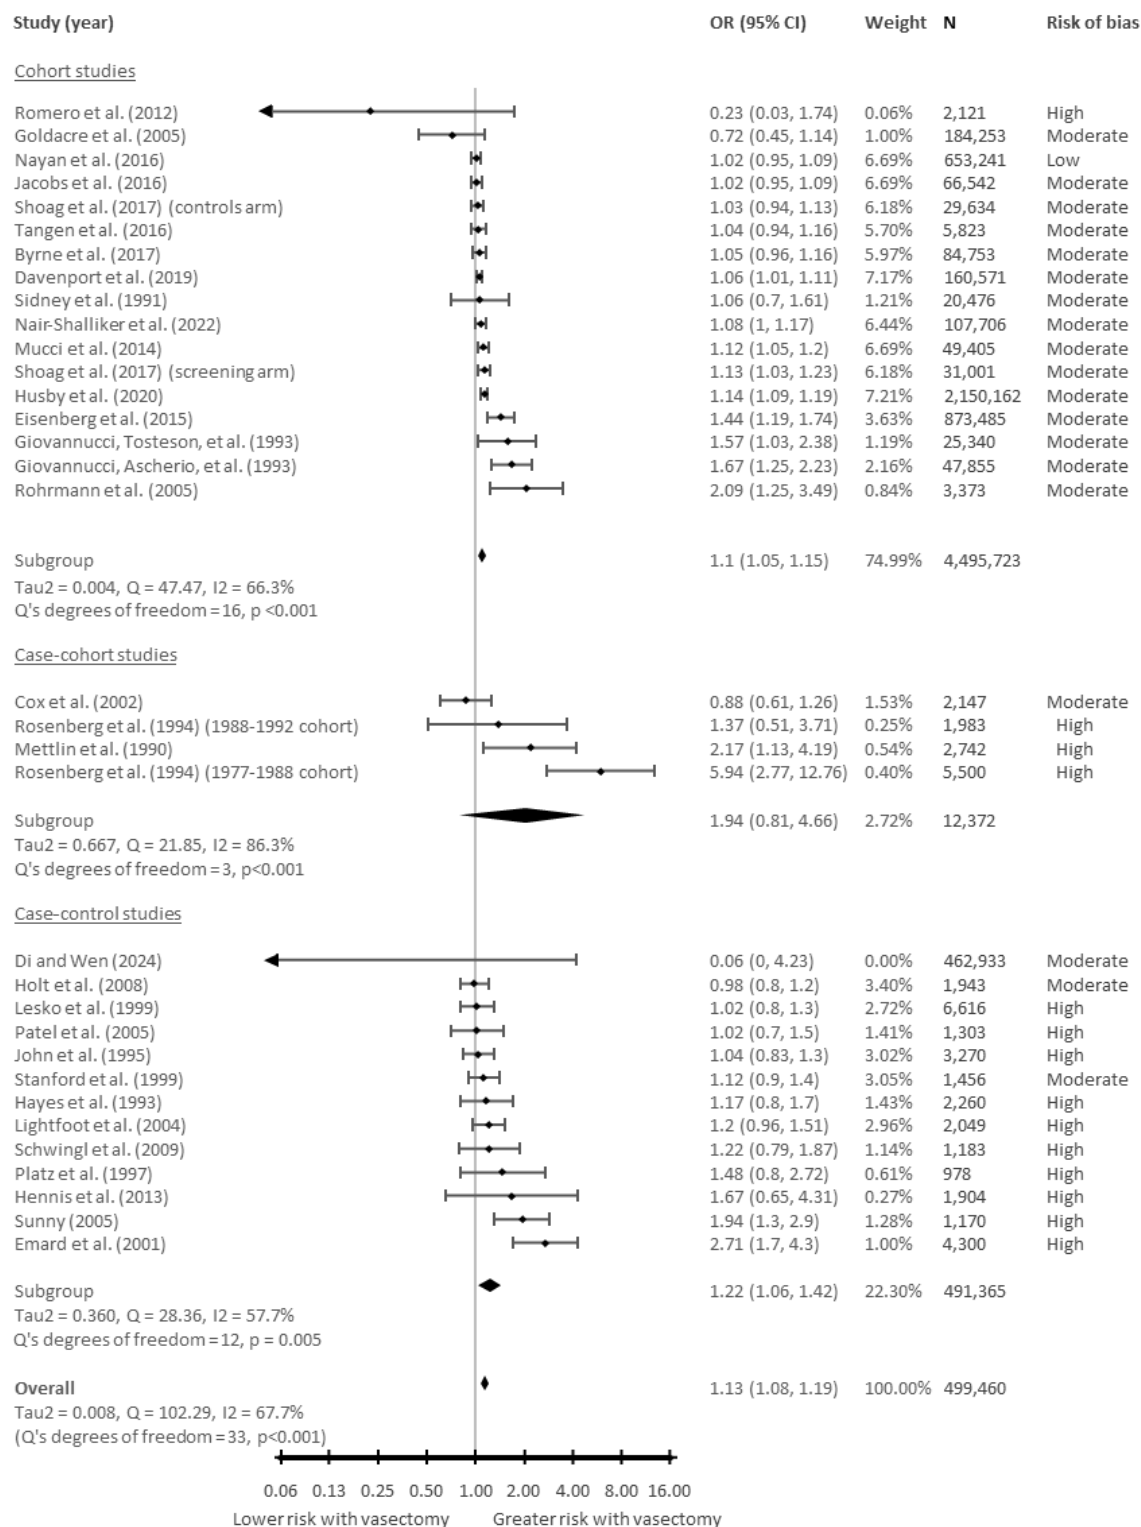 Study (year) OR (95% CI) Weight N Risk of bias
Cohort studies
Romero et al. (2012) 0.23 (0.03, 1.74) 0.06% 2,121 High
Goldacre et al. (2005) 0.72 (0.45, 1.14) 1.00% 184,253 Moderate
Nayan et al. (2016) 1.02 (0.95, 1.09) 6.69% 653,241 Low
Jacobs et al. (2016) 1.02 (0.95, 1.09) 6.69% 66,542 Moderate
Shoag et al. (2017) (controls arm) 1.03 (0.94, 1.13) 6.18% 29,634 Moderate
Tangen et al. (2016) 1.04 (0.94, 1.16) 5.70% 5,823 Moderate
Byrne et al. (2017) 1.05 (0.96, 1.16) 5.97% 84,753 Moderate
Davenport et al. (2019) 1.06 (1.01, 1.11) 7.17% 160,571 Moderate
Sidney et al. (1991) 1.06 (0.7, 1.61) 1.21% 20,476 Moderate
Nair-Shalliker et al. (2022) 1.08 (1, 1.17) 6.44% 107,706 Moderate
Mucci et al. (2014) 1.12 (1.05, 1.2) 6.69% 49,405 Moderate
Shoag et al. (2017) (screening arm) 1.13 (1.03, 1.23) 6.18% 31,001 Moderate
Husby et al. (2020) 1.14 (1.09, 1.19) 7.21% 2,150,162 Moderate
Eisenberg et al. (2015) 1.44 (1.19, 1.74) 3.63% 873,485 Moderate
Giovannucci, Tosteson, et al. (1993) 1.57 (1.03, 2.38) 1.19% 25,340 Moderate
Giovannucci, Ascherio, et al. (1993) 1.67 (1.25, 2.23) 2.16% 47,855 Moderate
Rohrmann et al. (2005) 2.09 (1.25, 3.49) 0.84% 3,373 Moderate
Subgroup 1.1 (1.05, 1.15) 74.99% 4,495,723
Tau2 = 0.004, Q = 47.47, I2 = 66.3%
Q's degrees of freedom = 16, p <0.001
Case-cohort studies
Cox et al. (2002) 0.88 (0.61, 1.26) 1.53% 2,147 Moderate
Rosenberg et al. (1994) (1988-1992 cohort) 1.37 (0.51, 3.71) 0.25% 1,983 High
Mettlin et al. (1990) 2.17 (1.13, 4.19) 0.54% 2,742 High
Rosenberg et al. (1994) (1977-1988 cohort) 5.94 (2.77, 12.76) 0.40% 5,500 High
Subgroup 1.94 (0.81, 4.66) 2.72% 12,372
Tau2 = 0.667, Q = 21.85, I2 = 86.3%
Q's degrees of freedom = 3, p<0.001
Case-control studies
Di and Wen (2024) 0.06 (0, 4.23) 0.00% 462,933 Moderate
Holt et al. (2008) 0.98 (0.8, 1.2) 3.40% 1,943 Moderate
Lesko et al. (1999) 1.02 (0.8, 1.3) 2.72% 6,616 High
Patel et al. (2005) 1.02 (0.7, 1.5) 1.41% 1,303 High
John et al. (1995) 1.04 (0.83, 1.3) 3.02% 3,270 High
Stanford et al. (1999) 1.12 (0.9, 1.4) 3.05% 1,456 Moderate
Hayes et al. (1993) 1.17 (0.8, 1.7) 1.43% 2,260 High
Lightfoot et al. (2004) 1.2 (0.96, 1.51) 2.96% 2,049 High
Schwingl et al. (2009) 1.22 (0.79, 1.87) 1.14% 1,183 High
Platz et al. (1997) 1.48 (0.8, 2.72) 0.61% 978 High
Hennis et al. (2013) 1.67 (0.65, 4.31) 0.27% 1,904 High
Sunny (2005) 1.94 (1.3, 2.9) 1.28% 1,170 High
Emard et al. (2001) 2.71 (1.7, 4.3) 1.00% 4,300 High
Subgroup 1.22 (1.06, 1.42) 22.30% 491,365
Tau2 = 0.360, Q = 28.36, I2 = 57.7%
Q's degrees of freedom = 12, p = 0.005
Overall 1.13 (1.08, 1.19) 100.00% 499,460
Tau2 = 0.008, Q = 102.29, I2 = 67.7%
(Q's degrees of freedom = 33, p<0.001)
0.06 0.13 0.25 0.50 1.00 2.00 4.00 8.00 16.00
Lower risk with vasectomy Greater risk with vasectomy